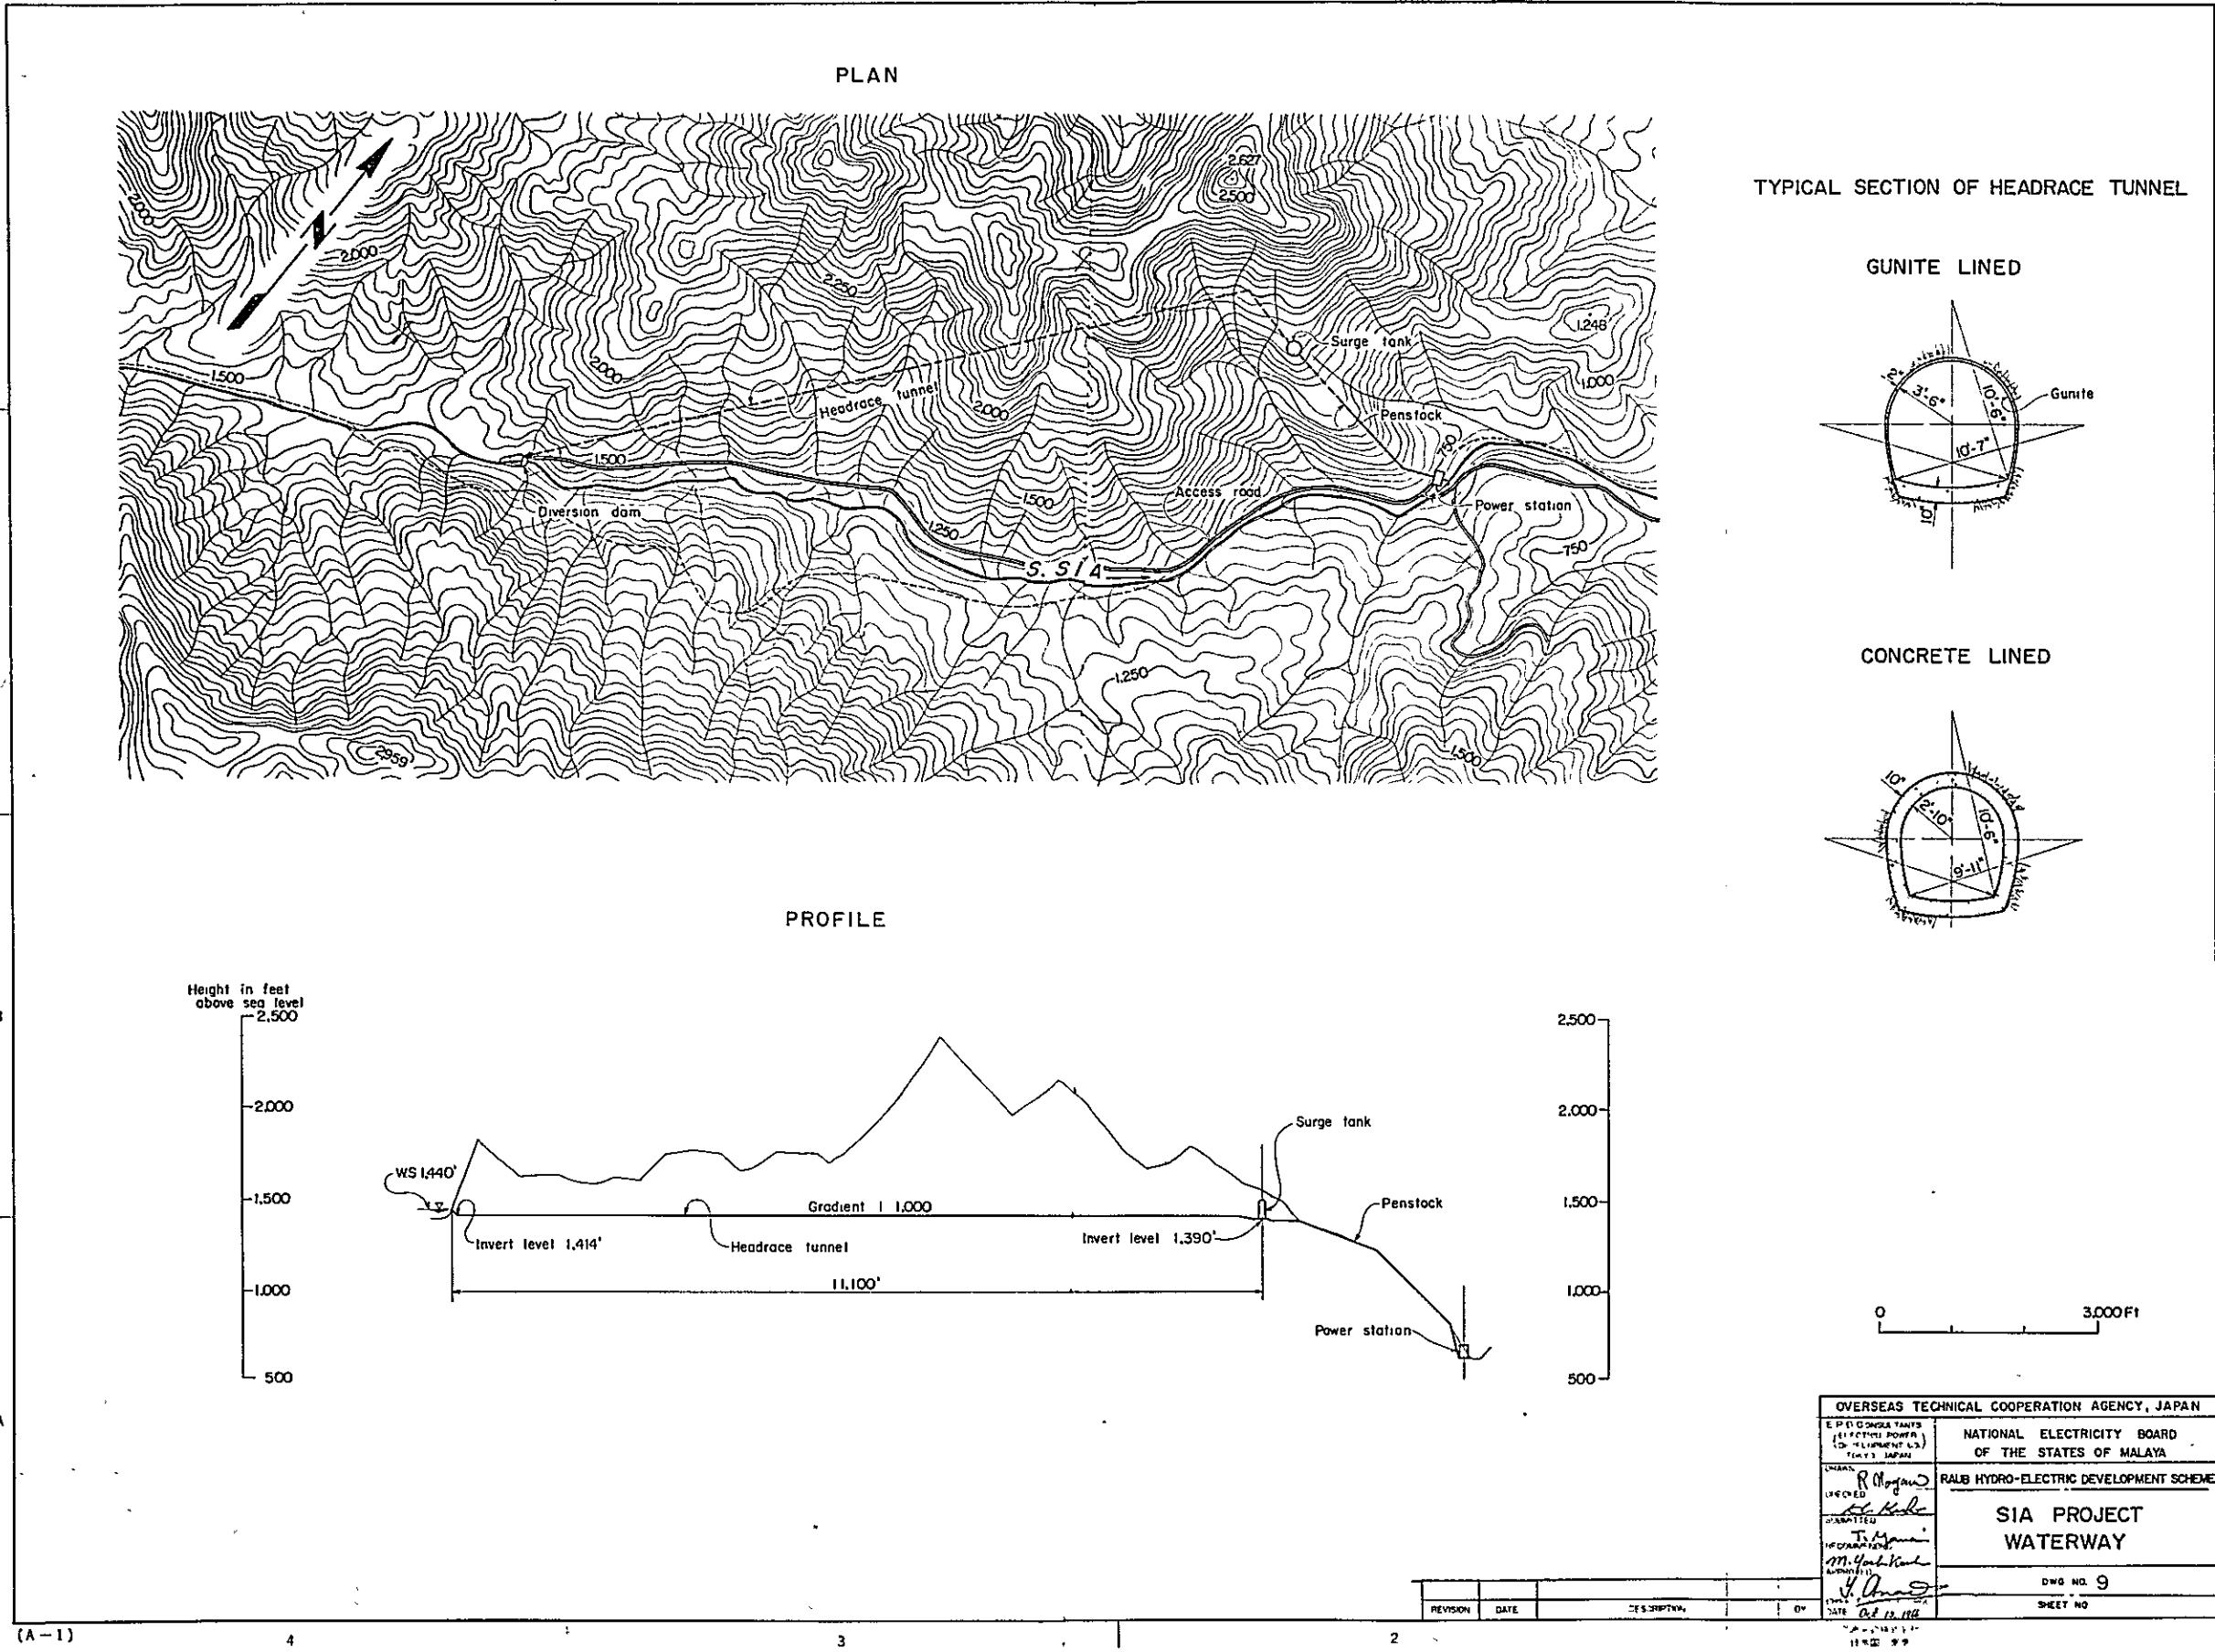 PLAN
2.627
2.500
2.000
2.000
2.250
1.248
Surge tank
2.000
1.000
1.500
Headrace tunnel
2.000
Penstock
750
1.500
1.500
Access road
Diversion dam
Power station
1.250
S. SIA
750
1.250
1.500
2.959
TYPICAL SECTION OF HEADRACE TUNNEL
GUNITE LINED
2"
3'-6"
10'-6"
Gunite
10'-7"
10"
CONCRETE LINED
10"
2'-10"
10'-6"
9'-11"
PROFILE
Height in feet
above sea level
2,500
2,000
1,500
1,000
500
2,500
2,000
1,500
1,000
500
Surge tank
WS 1,440'
Gradient 1 1,000
Penstock
Invert level 1,414'
Headrace tunnel
Invert level 1,390'
11,100'
Power station
0 3,000 Ft
OVERSEAS TECHNICAL COOPERATION AGENCY, JAPAN
E P D CONSULTANTS
NATIONAL ELECTRICITY BOARD
OF THE STATES OF MALAYA
RAUB HYDRO-ELECTRIC DEVELOPMENT SCHEME
SIA PROJECT
WATERWAY
DWG NO. 9
SHEET NO
REVISION DATE DESCRIPTION
(A-1) 4 3 2